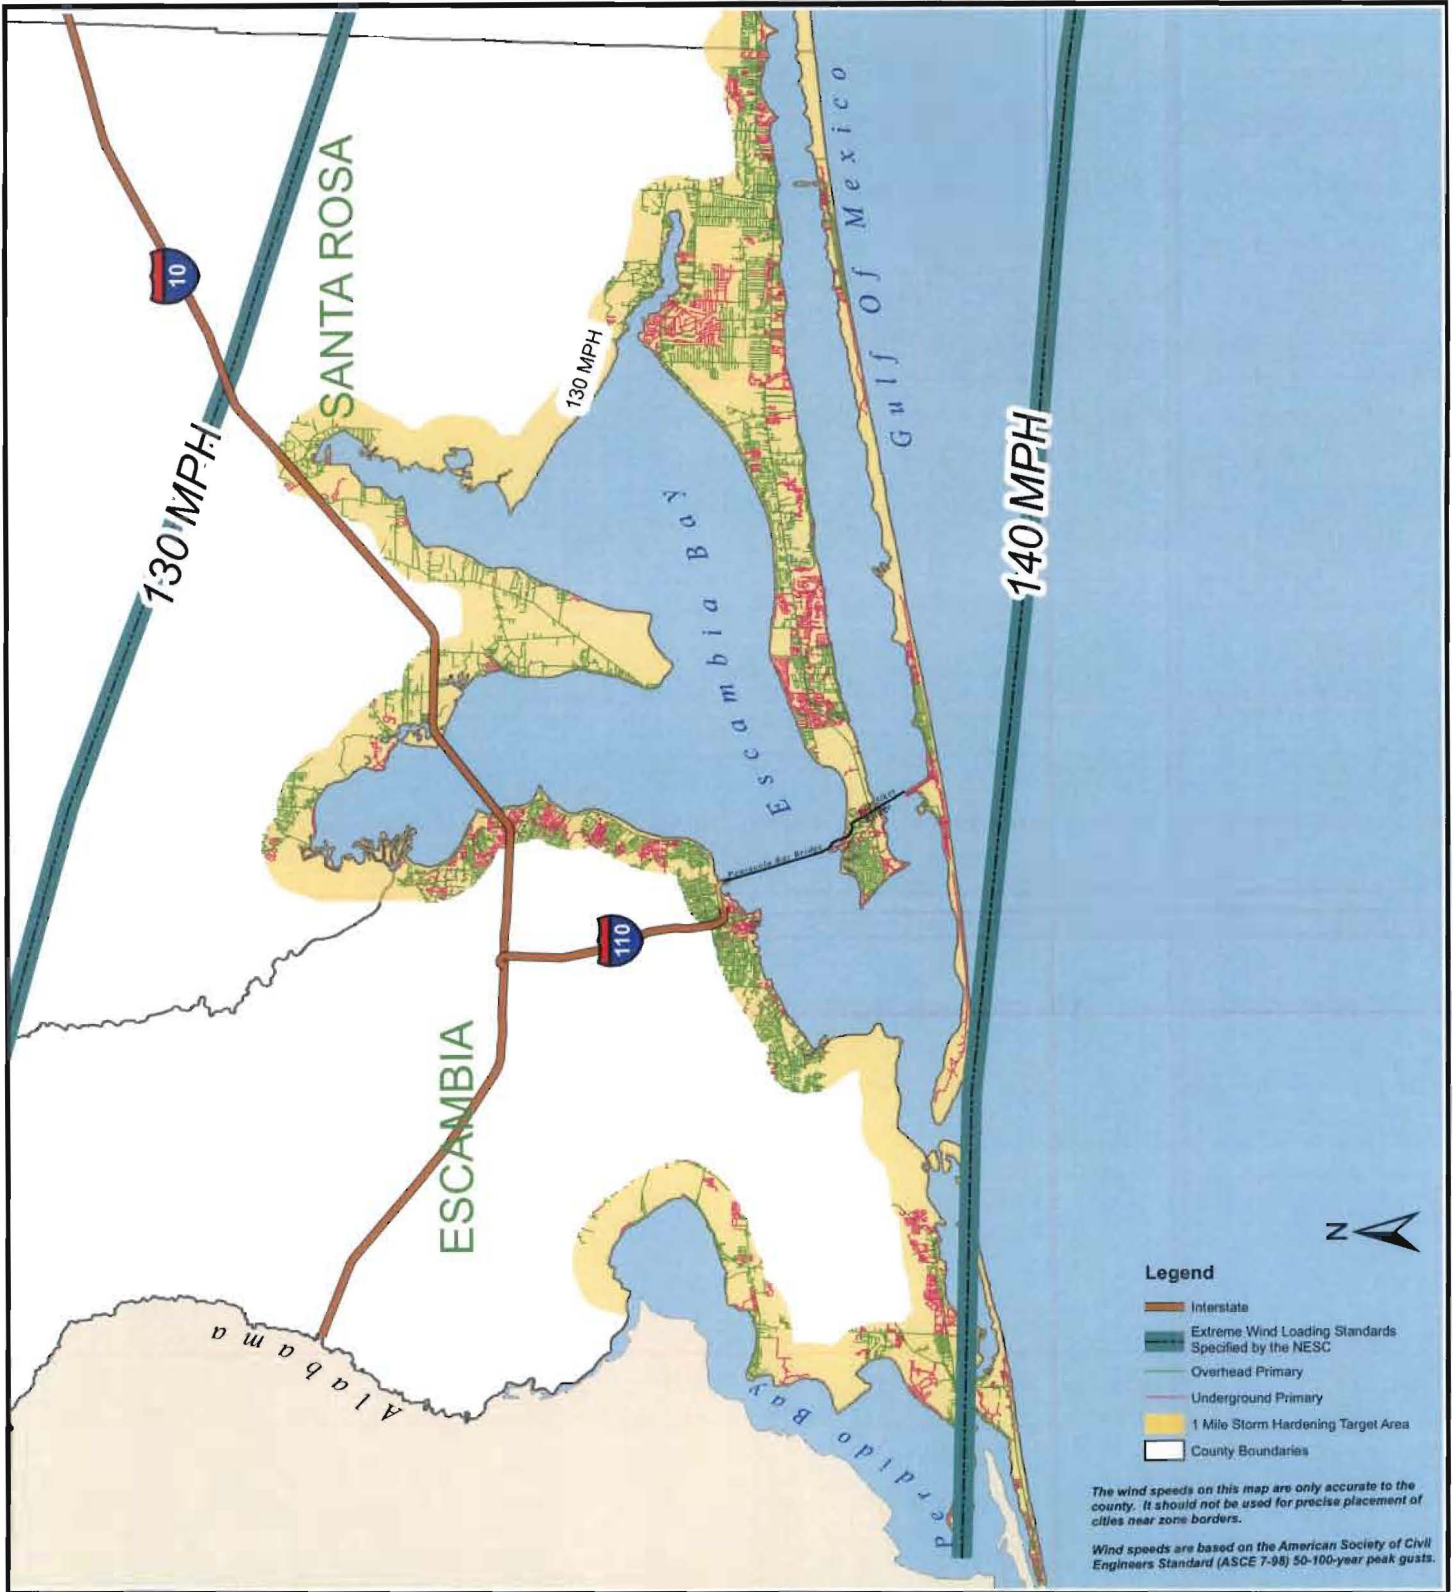 10
SANTA ROSA
130 MPH
130 MPH
Gulf Of Mexico
140 MPH
Escambia Bay
Pensacola Bay Bridge
110
ESCAMBIA
Alabama
Perdido Bay
N
Legend
Interstate
Extreme Wind Loading Standards
Specified by the NESC
Overhead Primary
Underground Primary
1 Mile Storm Hardening Target Area
County Boundaries
The wind speeds on this map are only accurate to the
county. It should not be used for precise placement of
cities near zone borders.
Wind speeds are based on the American Society of Civil
Engineers Standard (ASCE 7-98) 50-100-year peak gusts.